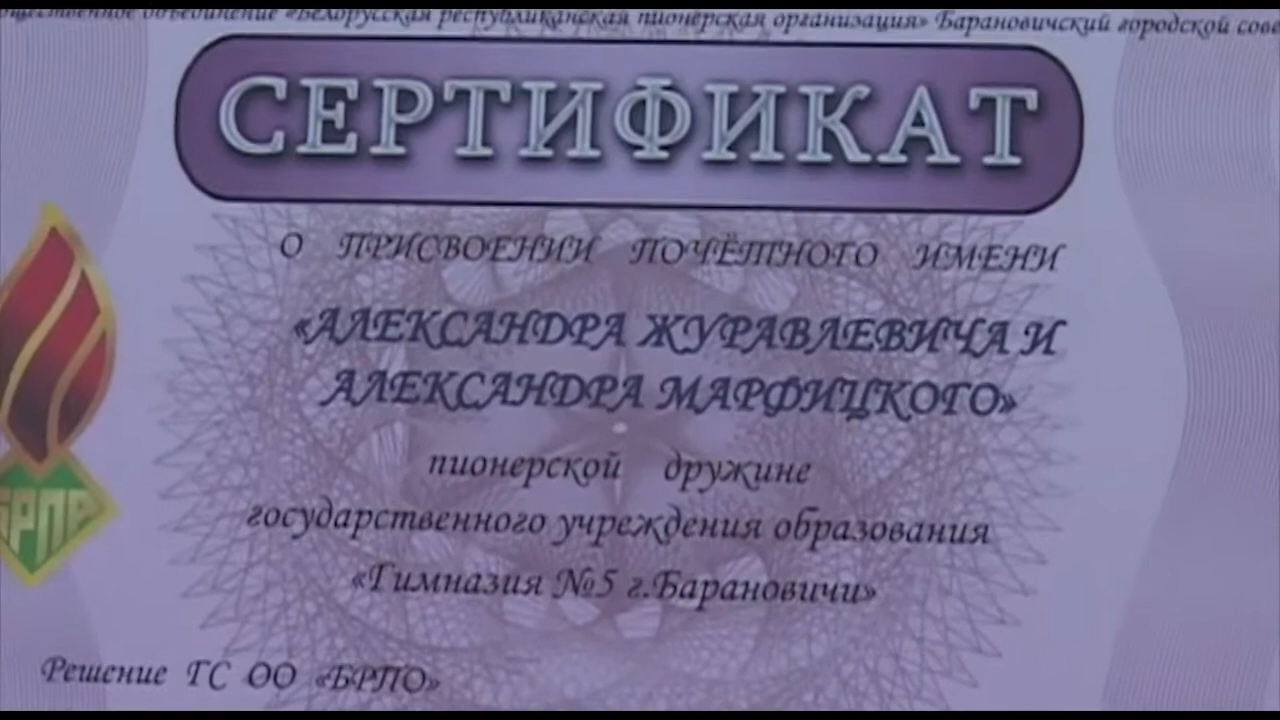 объединение «Белорусская республиканская пионерская организация» Барановичский городской
СЕРТИФИКАТ
О ПРИСВОЕНИИ ПОЧЁТНОГО ИМЕНИ
«АЛЕКСАНДРА ЖУРАВЛЕВИЧА И
АЛЕКСАНДРА МАРФИЦКОГО»
пионерской дружине
государственного учреждения образования
«Гимназия №5 г.Барановичи»
БРПО
Решение ГС ОО «БРПО»